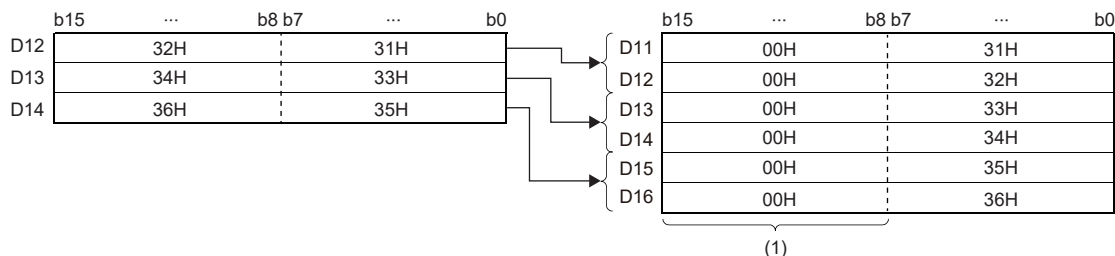 b15 ... b8 b7 ... b0 b15 ... b8 b7 ... b0
D12 32H 31H D11 00H 31H
D12 00H 32H
D13 34H 33H D13 00H 33H
D14 36H 35H D14 00H 34H
D15 00H 35H
D16 00H 36H
(1)